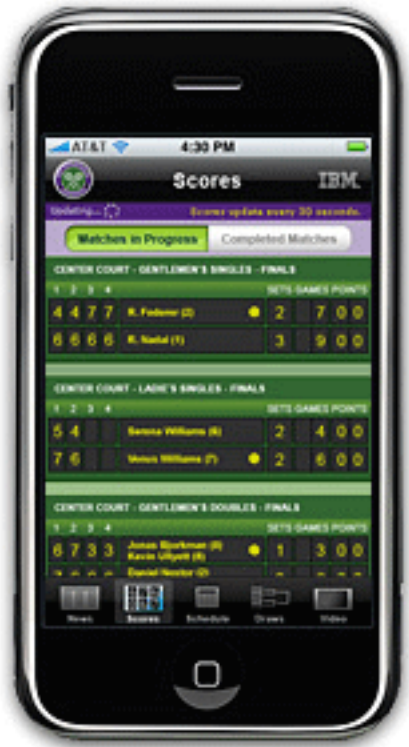 AT&T 4:30 PM
Scores IBM
Updating... Scores update every 30 seconds.
Matches in Progress Completed Matches
CENTER COURT - GENTLEMEN'S SINGLES - FINALS
1 2 3 4 SETS GAMES POINTS
4 4 7 7 R. Federer (2) 2 7 0 0
6 6 6 6 R. Nadal (1) 3 9 0 0
CENTER COURT - LADIE'S SINGLES - FINALS
1 2 3 4 SETS GAMES POINTS
5 4 Serena Williams (6) 2 4 0 0
7 6 Venus Williams (7) 2 6 0 0
CENTER COURT - GENTLEMEN'S DOUBLES - FINALS
1 2 3 4 SETS GAMES POINTS
6 7 3 3 Jonas Bjorkman (8) 1 3 0 0
Kevin Ullyett (8)
Daniel Nestor (2)
News Scores Schedule Draws Video